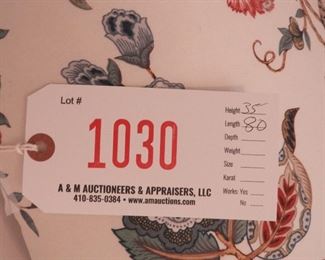 Lot #
1030
A & M AUCTIONEERS & APPRAISERS, LLC
410-835-0384 • www.amauctions.com
Height 35
Length 80
Depth
Weight
Size
Karat
Works: Yes
No